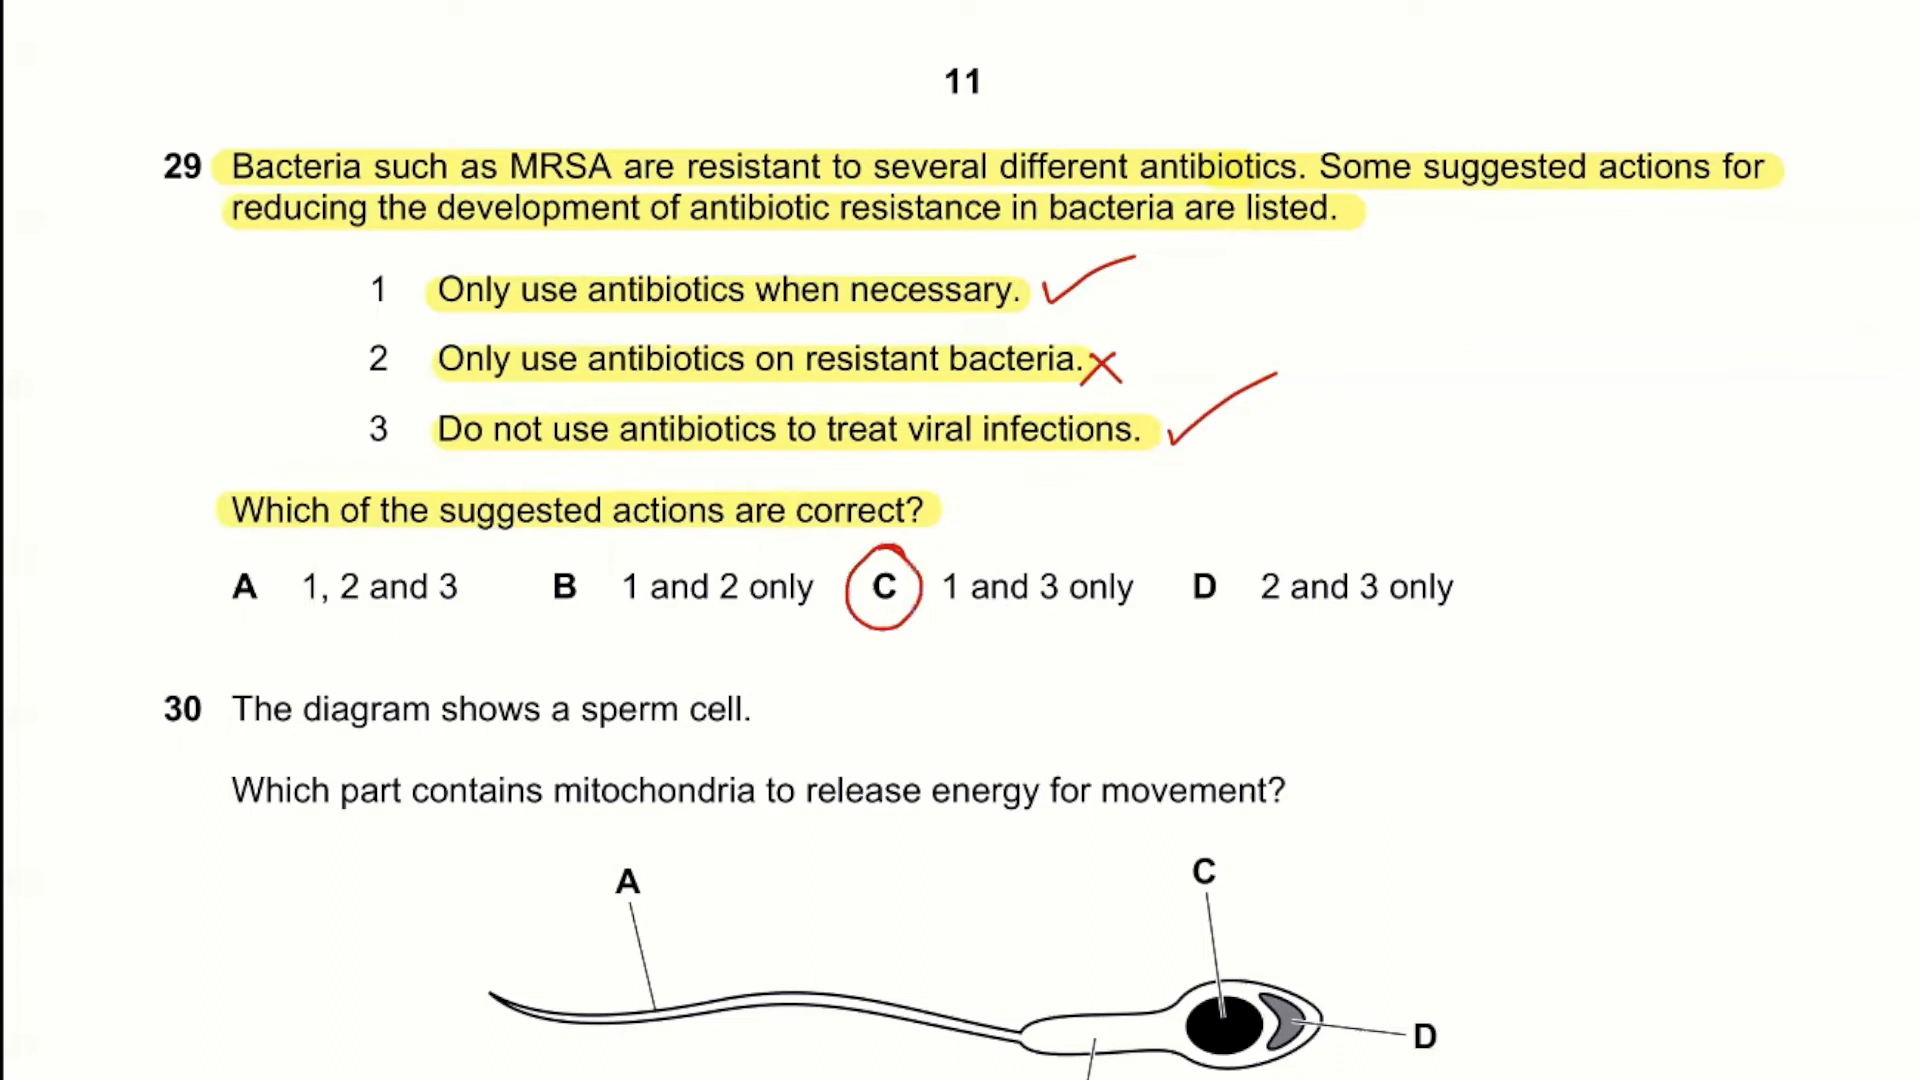 11
29 Bacteria such as MRSA are resistant to several different antibiotics. Some suggested actions for
reducing the development of antibiotic resistance in bacteria are listed.
1 Only use antibiotics when necessary.
2 Only use antibiotics on resistant bacteria.
3 Do not use antibiotics to treat viral infections.
Which of the suggested actions are correct?
A 1, 2 and 3 B 1 and 2 only C 1 and 3 only D 2 and 3 only
30 The diagram shows a sperm cell.
Which part contains mitochondria to release energy for movement?
A
C
D